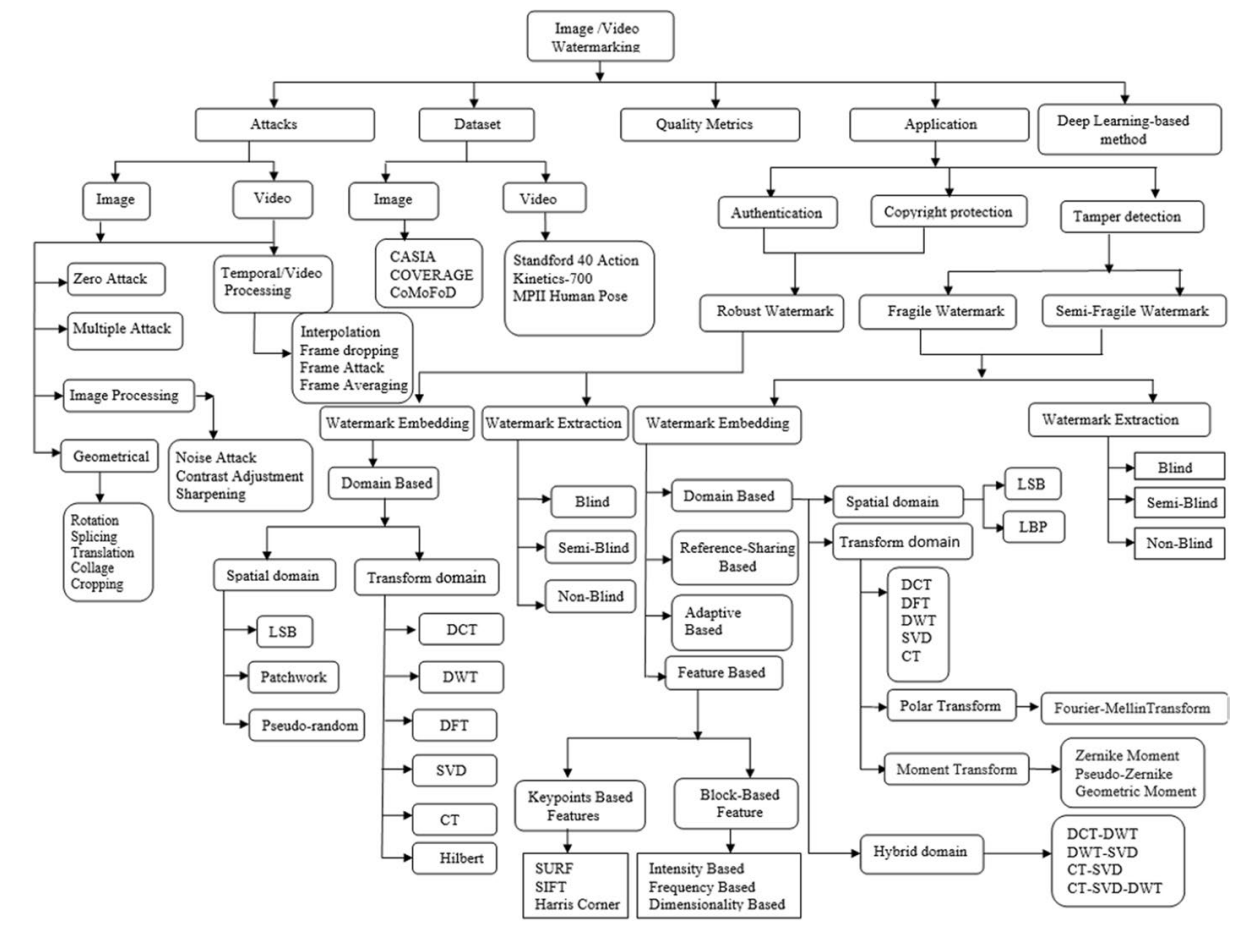 Image /Video
Watermarking
Attacks
Dataset
Quality Metrics
Application
Deep Learning-based
method
Image
Video
Image
Video
Authentication
Copyright protection
Tamper detection
CASIA
COVERAGE
CoMoFoD
Standford 40 Action
Kinetics-700
MPII Human Pose
Zero Attack
Temporal/Video
Processing
Multiple Attack
Interpolation
Frame dropping
Frame Attack
Frame Averaging
Robust Watermark
Fragile Watermark
Semi-Fragile Watermark
Image Processing
Noise Attack
Contrast Adjustment
Sharpening
Geometrical
Rotation
Splicing
Translation
Collage
Cropping
Watermark Embedding
Watermark Extraction
Watermark Embedding
Watermark Extraction
Domain Based
Spatial domain
Transform domain
LSB
Patchwork
Pseudo-random
DCT
DWT
DFT
SVD
CT
Hilbert
Blind
Semi-Blind
Non-Blind
Domain Based
Reference-Sharing
Based
Adaptive
Based
Feature Based
Keypoints Based
Features
Block-Based
Feature
SURF
SIFT
Harris Corner
Intensity Based
Frequency Based
Dimensionality Based
Spatial domain
LSB
LBP
Transform domain
DCT
DFT
DWT
SVD
CT
Polar Transform
Fourier-MellinTransform
Moment Transform
Zernike Moment
Pseudo-Zernike
Geometric Moment
Hybrid domain
DCT-DWT
DWT-SVD
CT-SVD
CT-SVD-DWT
Blind
Semi-Blind
Non-Blind